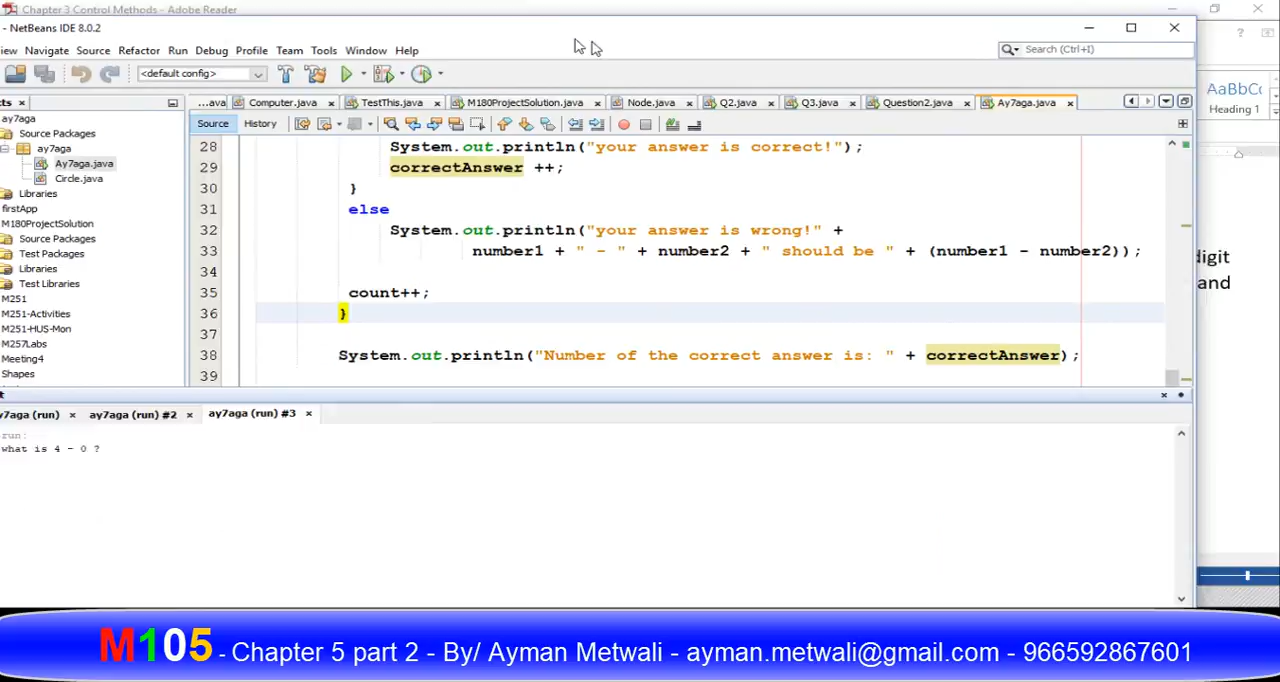 Chapter 3 Control Methods - Adobe Reader
- NetBeans IDE 8.0.2
iew Navigate Source Refactor Run Debug Profile Team Tools Window Help
Search (Ctrl+I)
<default config>
AaBbC
Heading 1
ts
...ava Computer.java TestThis.java M180ProjectSolution.java Node.java Q2.java Q3.java Question2.java Ay7aga.java
Source History
ay7aga
Source Packages
ay7aga
Ay7aga.java
Circle.java
Libraries
firstApp
M180ProjectSolution
Source Packages
Test Packages
Libraries
Test Libraries
M251
M251-Activities
M251-HUS-Mon
M257Labs
Meeting4
Shapes
28 System.out.println("your answer is correct!");
29 correctAnswer ++;
30 }
31 else
32 System.out.println("your answer is wrong!" +
33 number1 + " - " + number2 + " should be " + (number1 - number2));
34
35 count++;
36 }
37
38 System.out.println("Number of the correct answer is: " + correctAnswer);
39
digit
and
t
y7aga (run) ay7aga (run) #2 ay7aga (run) #3
run:
what is 4 - 0 ?
M105 - Chapter 5 part 2 - By/ Ayman Metwali - ayman.metwali@gmail.com - 966592867601